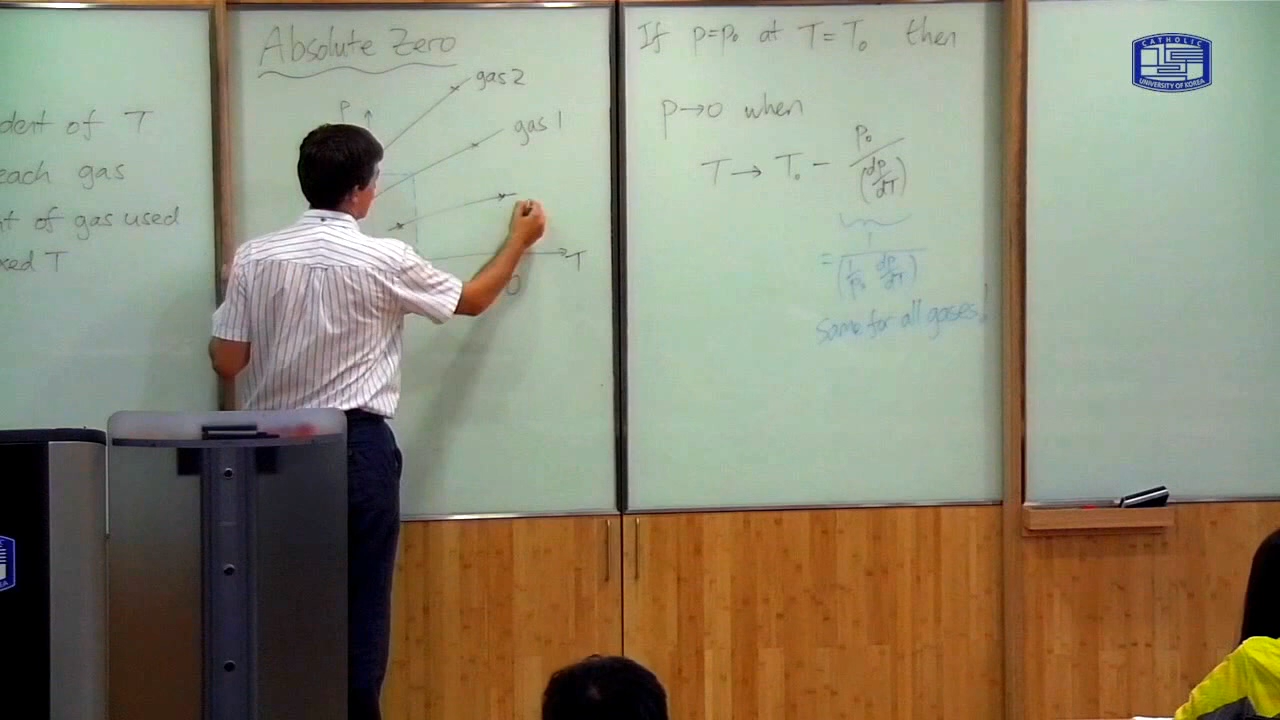 dent of T
each gas
t of gas used
xed T
Absolute Zero
gas 2
P
gas 1
T
If p=p₀ at T=T₀ then
p→0 when
T → T₀ - p₀/(dp/dT)
= 1/(1/p₀ dp/dT)
Same for all gases!
CATHOLIC
UNIVERSITY OF KOREA